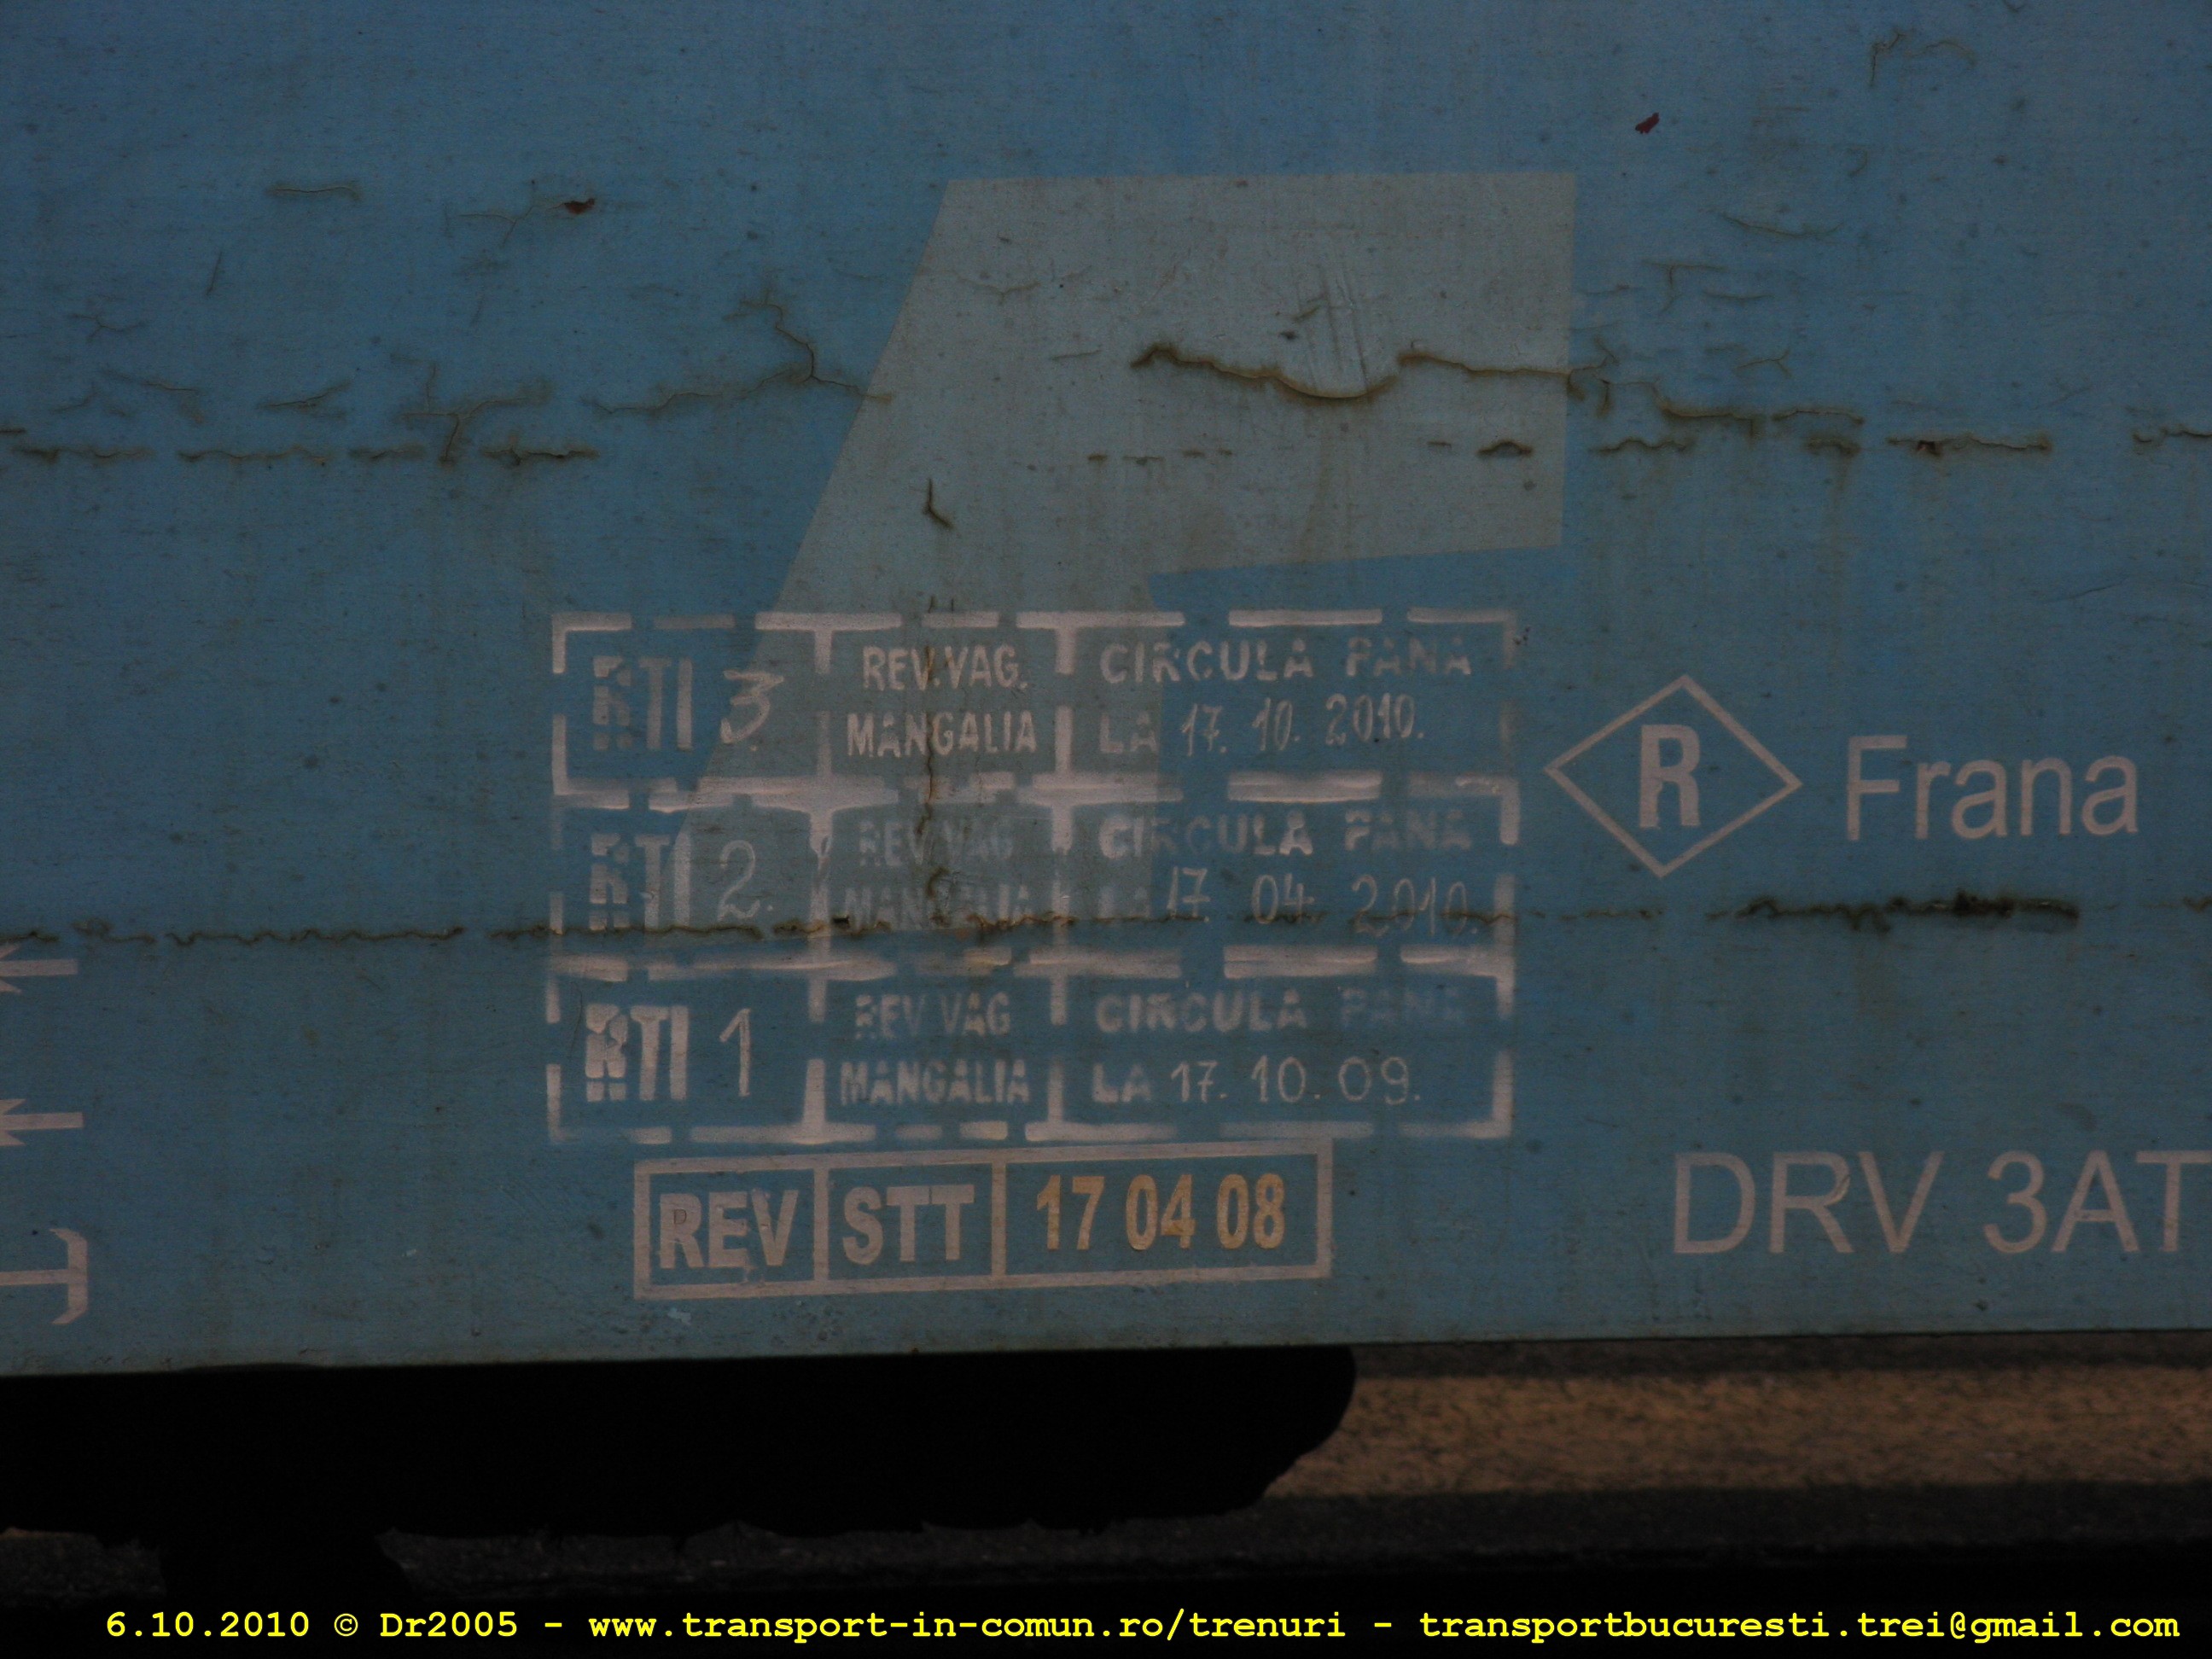 RTI 3. REV.VAG. MANGALIA CIRCULA PANA LA 17. 10. 2010.
RTI 2. REV VAG MANGALIA CIRCULA PANA LA 17. 04. 2010.
RTI 1 REV VAG MANGALIA CIRCULA PANA LA 17. 10. 09.
REV STT 17 04 08
R Frana
DRV 3AT
6.10.2010 © Dr2005 - www.transport-in-comun.ro/trenuri - transportbucuresti.trei@gmail.com